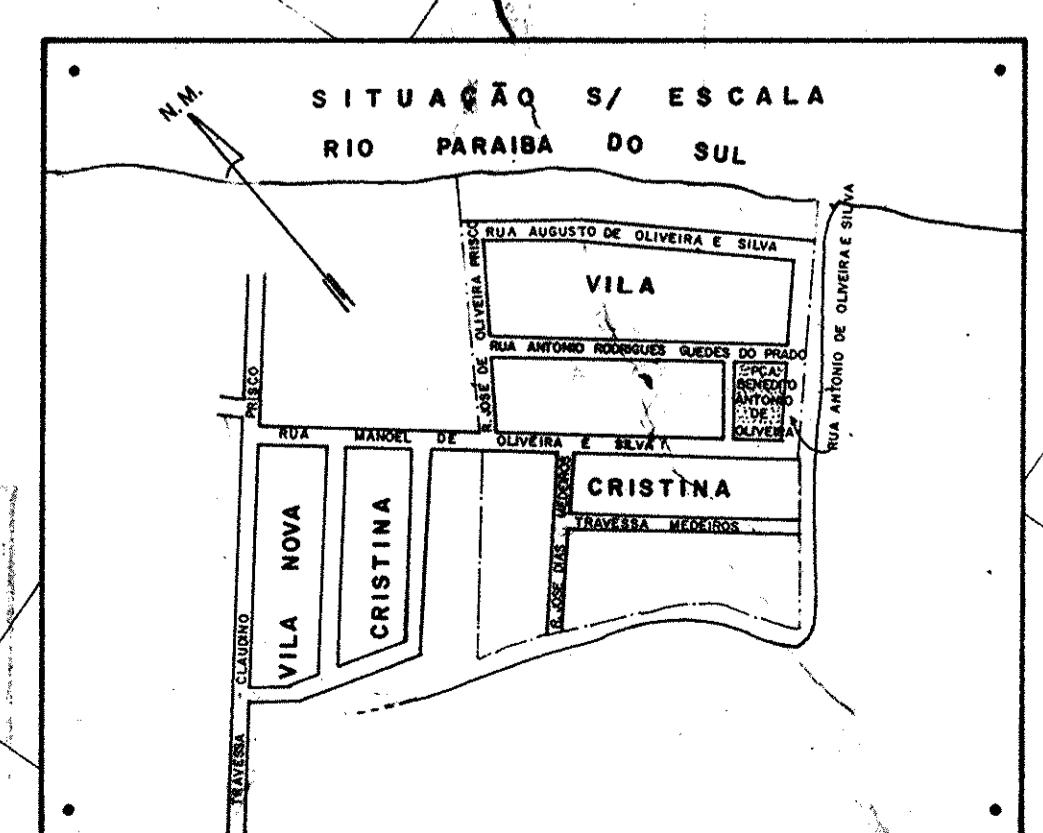 SITUAÇÃO S/ ESCALA
N.M.
RIO PARAIBA DO SUL
RUA AUGUSTO DE OLIVEIRA E SILVA
R. JOSE DE OLIVEIRA PRISCO
VILA
RUA ANTONIO DE OLIVEIRA E SILVA
RUA ANTONIO RODRIGUES GUEDES DO PRADO
PÇA.
BENEDITO
ANTONIO
DE
OLIVEIRA
RUA MANOEL DE OLIVEIRA E SILVA
CRISTINA
TRAVESSA MEDEIROS
R. JOSE DIAS MEDEIROS
VILA NOVA
CRISTINA
TRAVESSA CLAUDINO PRISCO